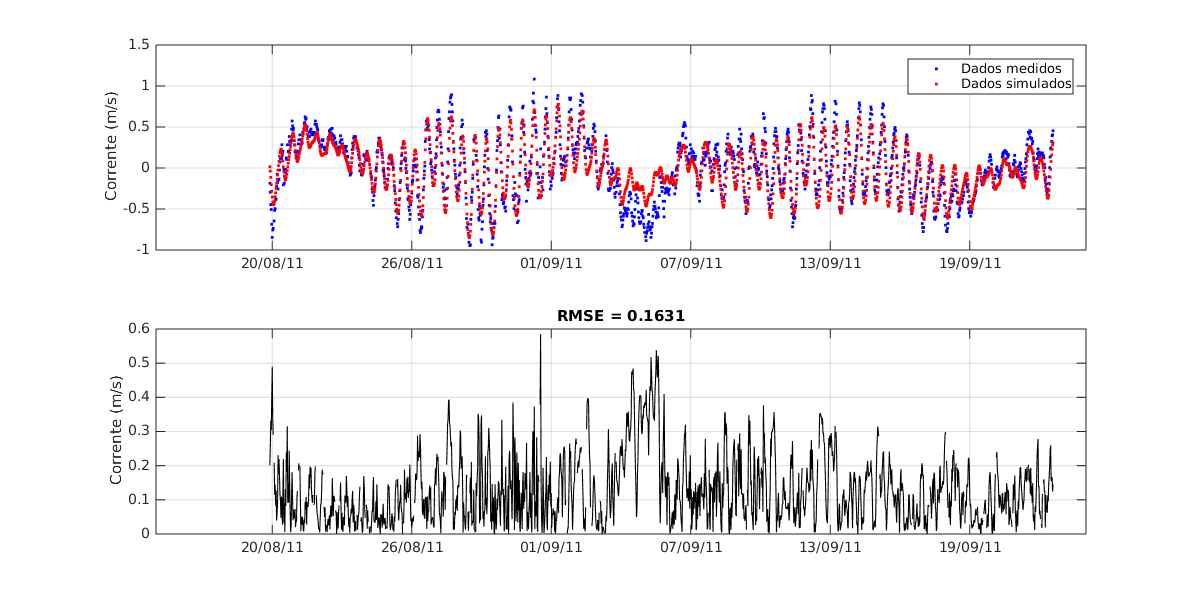 1.5
1
0.5
0
-0.5
-1
Corrente (m/s)
Dados medidos
Dados simulados
20/08/11 26/08/11 01/09/11 07/09/11 13/09/11 19/09/11
RMSE = 0.1631
0.6
0.5
0.4
0.3
0.2
0.1
0
Corrente (m/s)
20/08/11 26/08/11 01/09/11 07/09/11 13/09/11 19/09/11